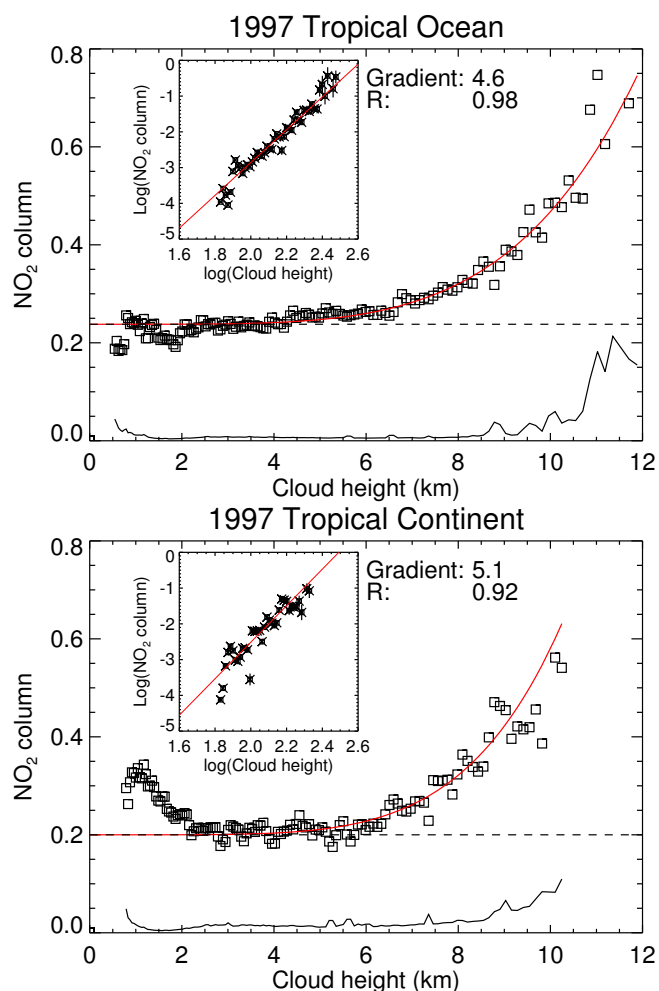 1997 Tropical Ocean
0.8
0.6
0.4
0.2
0.0
NO₂ column
0 2 4 6 8 10 12
Cloud height (km)
0
-1
-2
-3
-4
-5
Log(NO₂ column)
1.6 1.8 2.0 2.2 2.4 2.6
log(Cloud height)
Gradient: 4.6
R: 0.98
1997 Tropical Continent
0.8
0.6
0.4
0.2
0.0
NO₂ column
0 2 4 6 8 10 12
Cloud height (km)
0
-1
-2
-3
-4
-5
Log(NO₂ column)
1.6 1.8 2.0 2.2 2.4 2.6
log(Cloud height)
Gradient: 5.1
R: 0.92